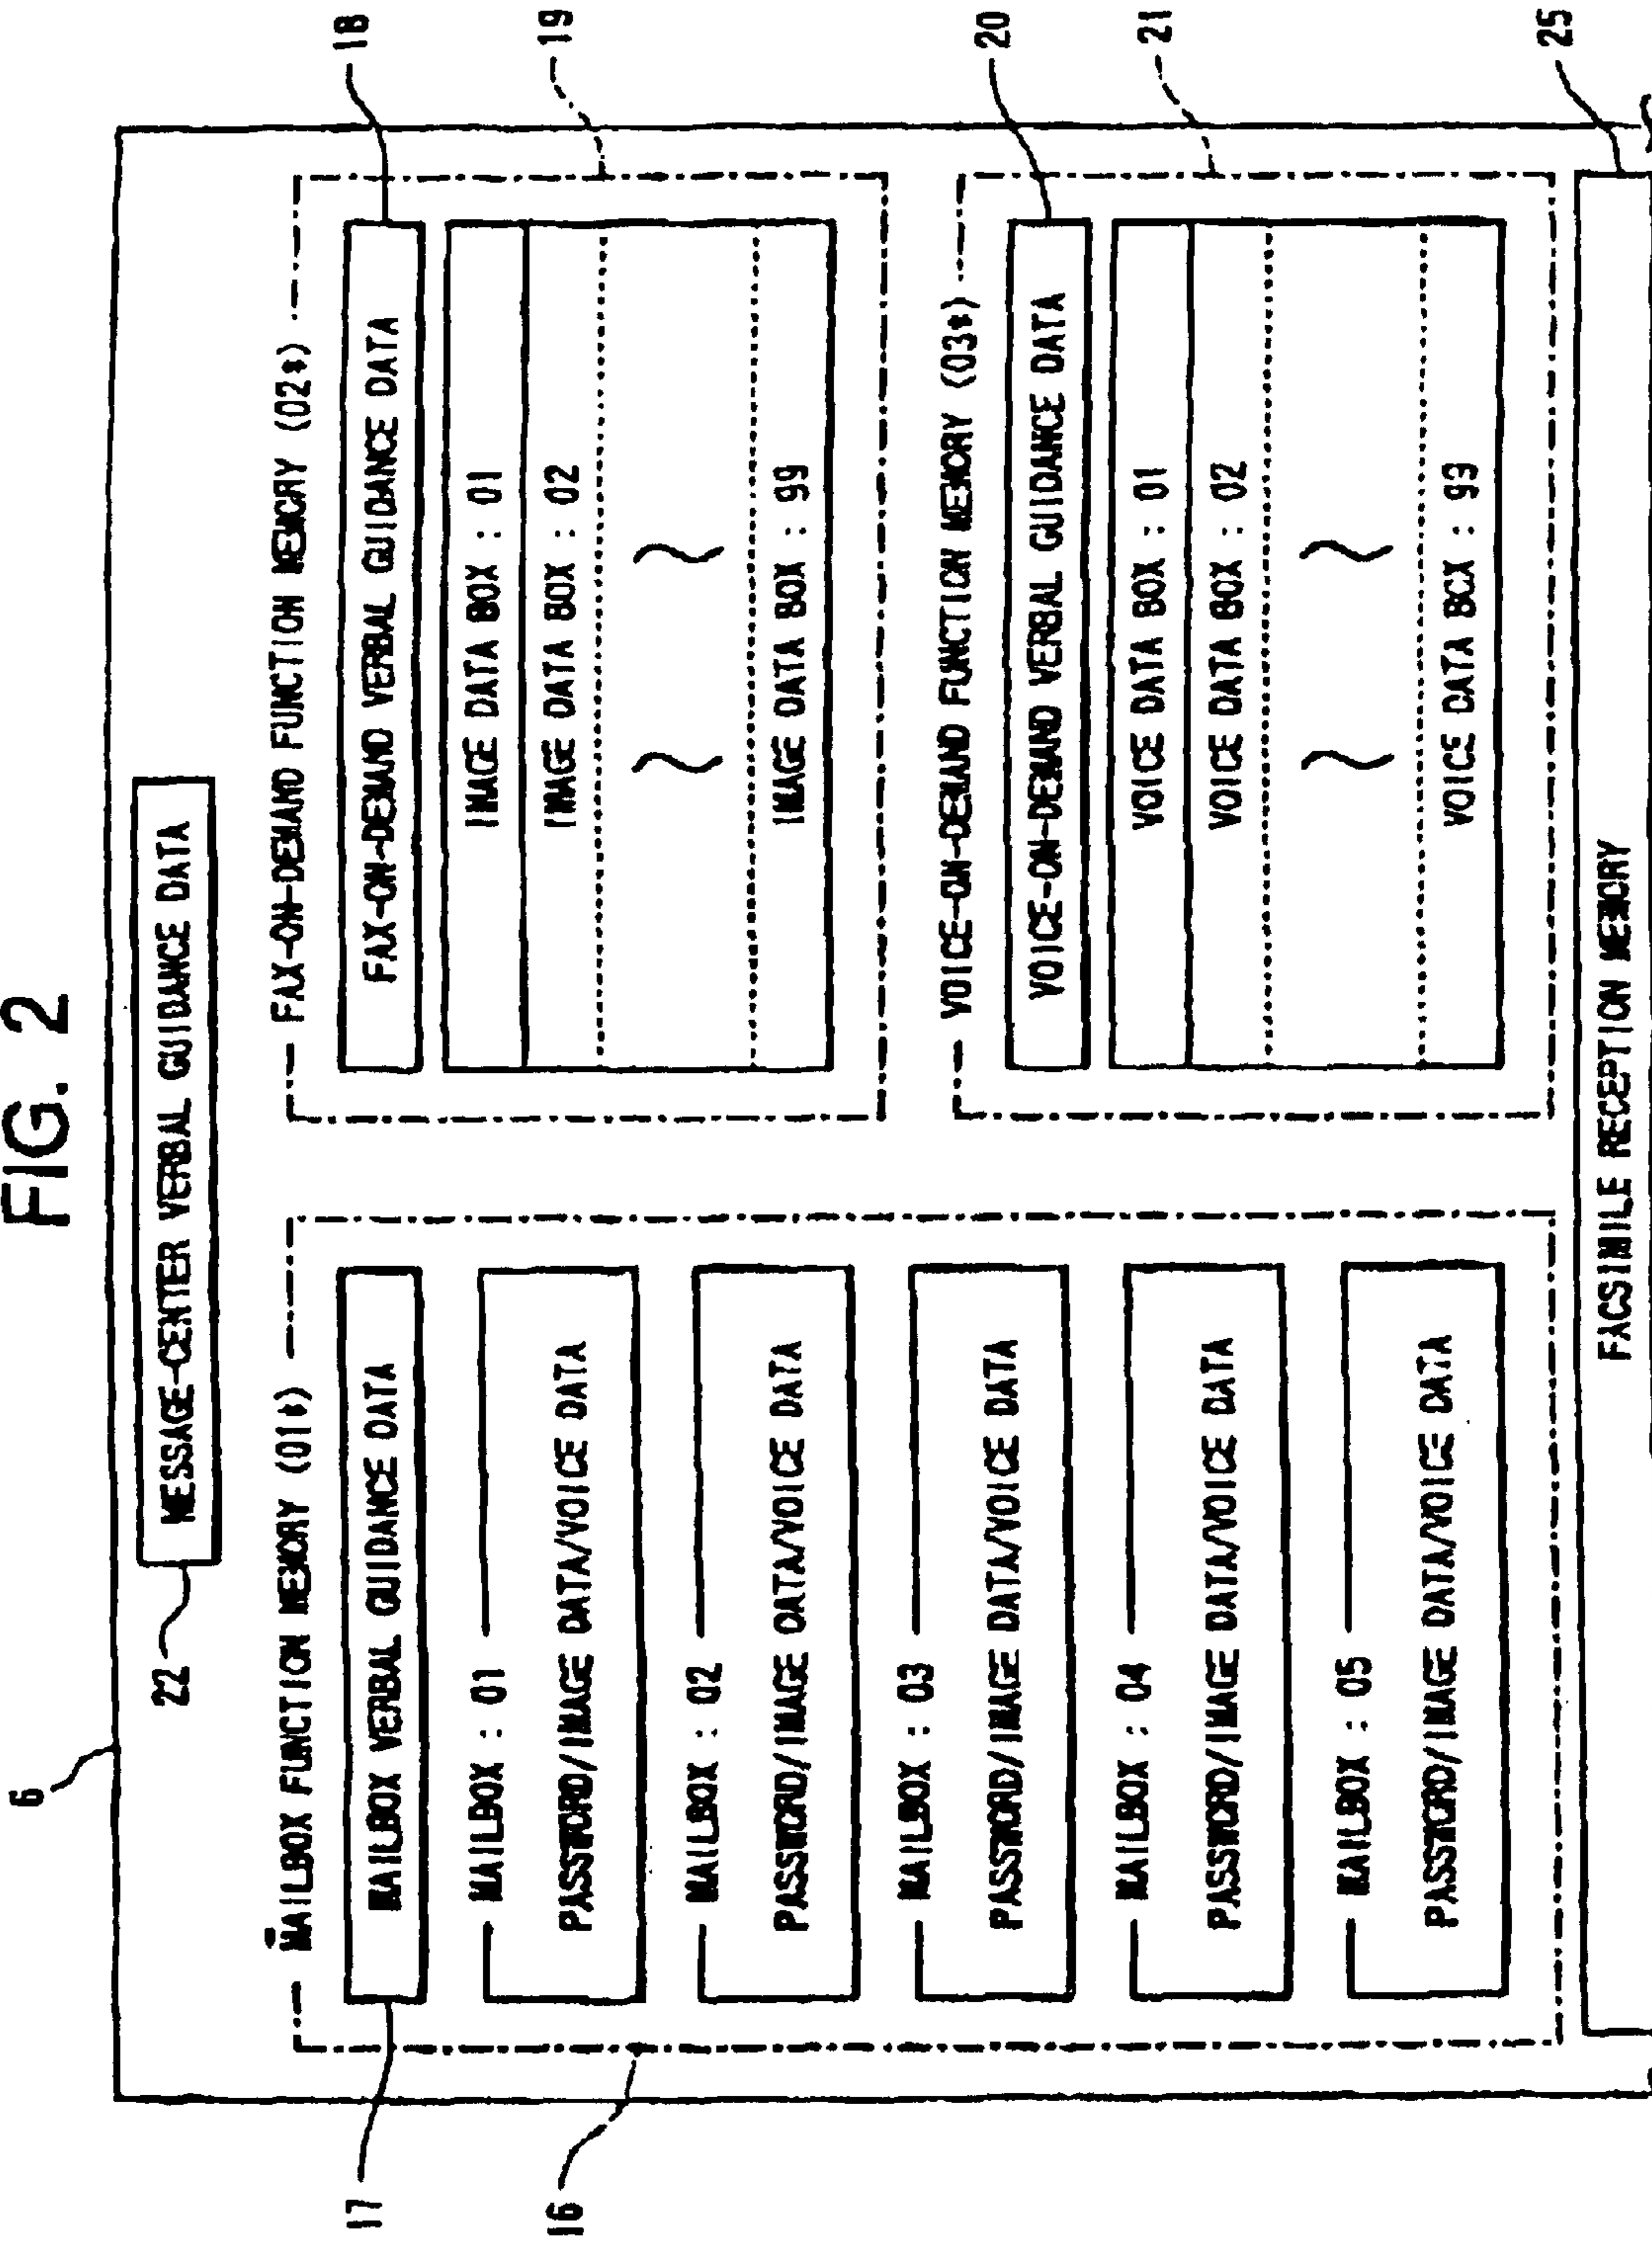 FIG. 2
6
22
MESSAGE-CENTER VERBAL GUIDANCE DATA
MAILBOX FUNCTION MEMORY (01*)
17
MAILBOX VERBAL GUIDANCE DATA
MAILBOX : 01
PASSWORD/IMAGE DATA/VOICE DATA
16
MAILBOX : 02
PASSWORD/IMAGE DATA/VOICE DATA
MAILBOX : 03
PASSWORD/IMAGE DATA/VOICE DATA
MAILBOX : 04
PASSWORD/IMAGE DATA/VOICE DATA
MAILBOX : 05
PASSWORD/IMAGE DATA/VOICE DATA
FAX-ON-DEMAND FUNCTION MEMORY (02*)
18
FAX-ON-DEMAND VERBAL GUIDANCE DATA
IMAGE DATA BOX : 01
19
IMAGE DATA BOX : 02
IMAGE DATA BOX : 99
VOICE-ON-DEMAND FUNCTION MEMORY (03*)
20
VOICE-ON-DEMAND VERBAL GUIDANCE DATA
VOICE DATA BOX : 01
21
VOICE DATA BOX : 02
VOICE DATA BOX : 99
25
FACSIMILE RECEPTION MEMORY